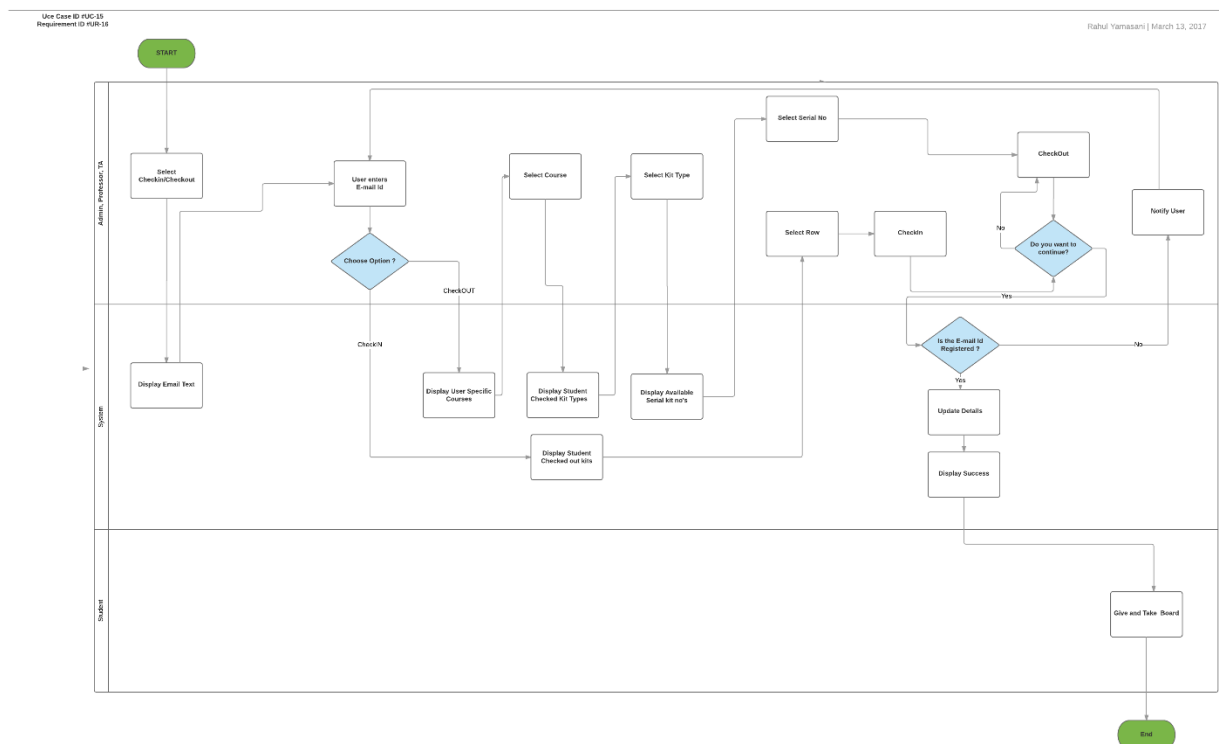 Uce Case ID #UC-15
Requirement ID #UR-16
Rahul Yamasani | March 13, 2017
START
Admin, Professor, TA
Select
Checkin/Checkout
User enters
E-mail Id
Choose Option ?
CheckOUT
CheckIN
Select Course
Select Kit Type
Select Serial No
Select Row
CheckIn
CheckOut
No
Do you want to
continue?
Yes
Notify User
System
Display Email Text
Display User Specific
Courses
Display Student
Checked Kit Types
Display Available
Serial kit no's
Display Student
Checked out kits
Is the E-mail Id
Registered ?
No
Yes
Update Details
Display Success
Student
Give and Take Board
End